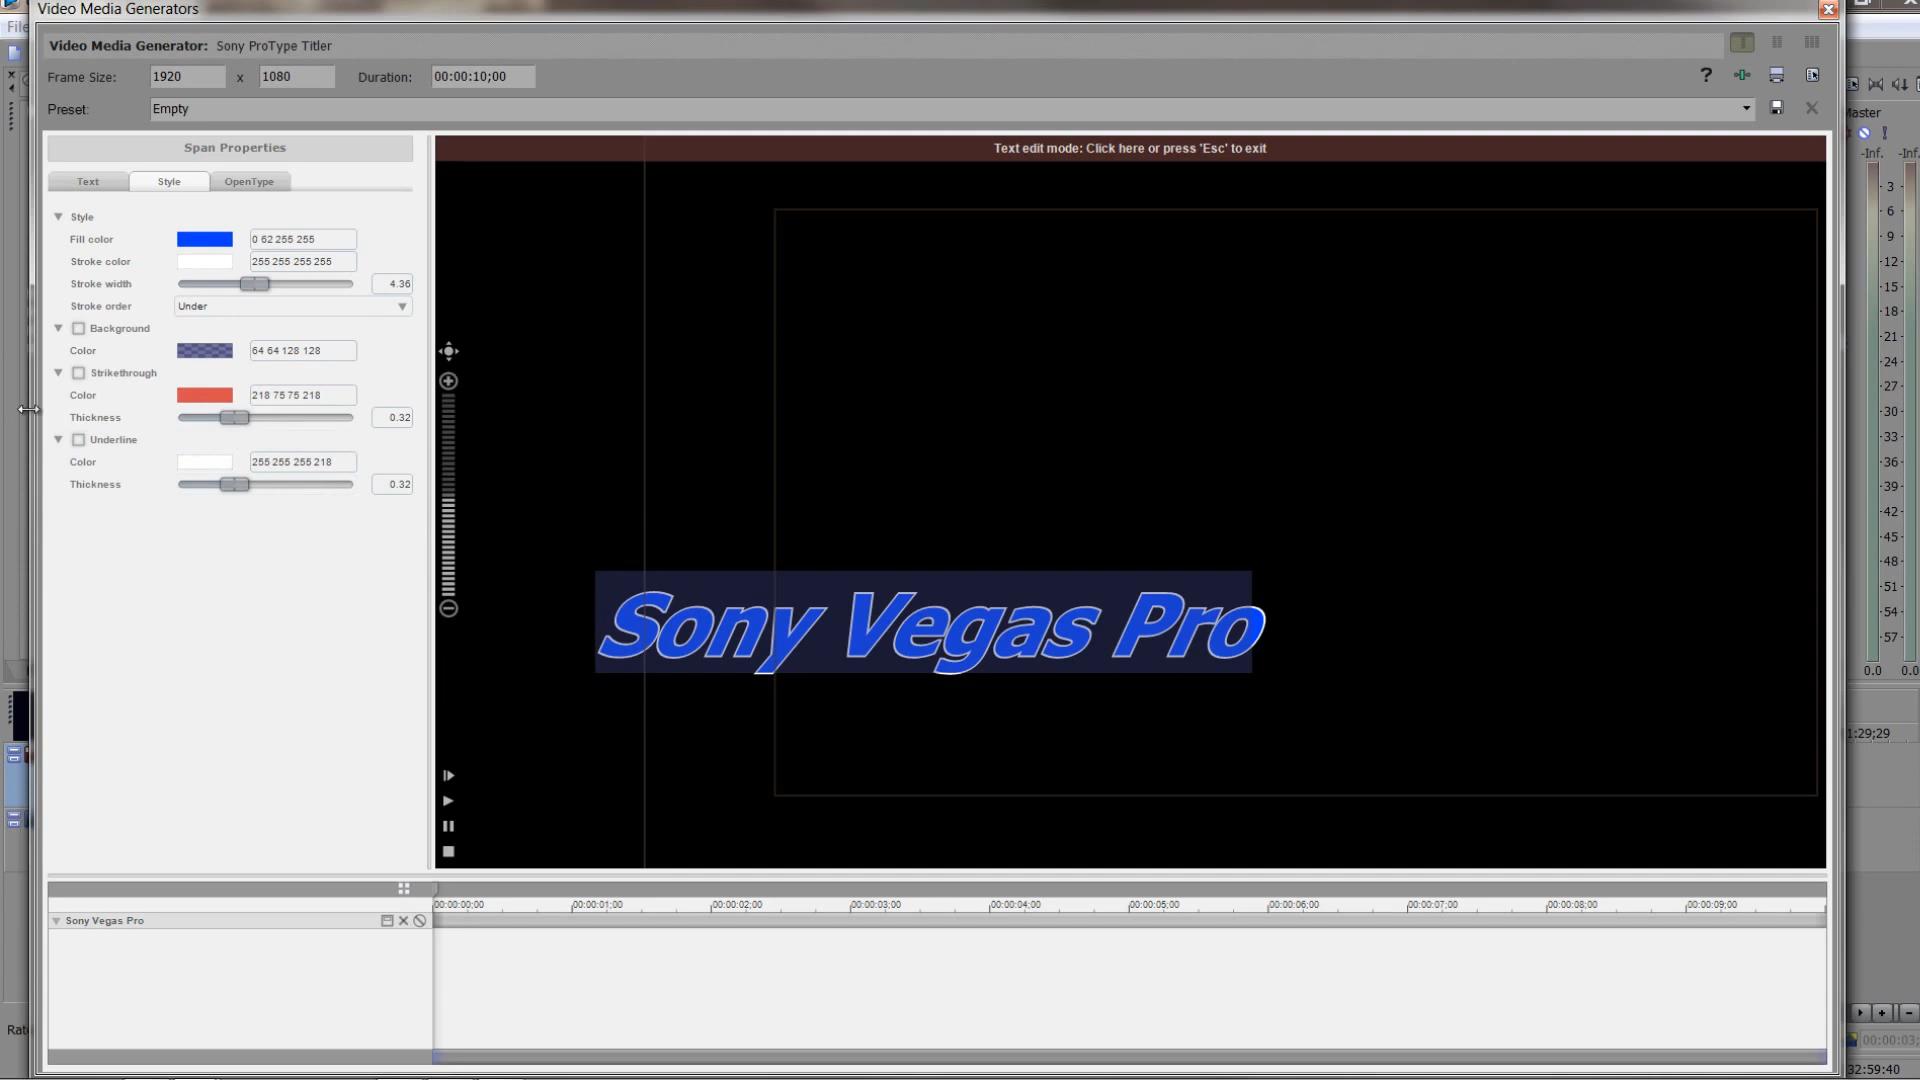 Video Media Generators
File
Video Media Generator: Sony ProType Titler
Frame Size: 1920 x 1080 Duration: 00:00:10;00
?
Preset: Empty
Master
Span Properties
Text edit mode: Click here or press 'Esc' to exit
-Inf. -Inf.
Text Style OpenType
3
6
9
12
15
18
21
24
27
30
33
36
39
42
45
48
51
54
57
0.0 0.0
Style
Fill color 0 62 255 255
Stroke color 255 255 255 255
Stroke width 4.36
Stroke order Under
Background
Color 64 64 128 128
Strikethrough
Color 218 75 75 218
Thickness 0.32
Underline
Color 255 255 255 218
Thickness 0.32
Sony Vegas Pro
1:29;29
00:00:00;00 00:00:01;00 00:00:02;00 00:00:03;00 00:00:04;00 00:00:05;00 00:00:06;00 00:00:07;00 00:00:08;00 00:00:09;00
Sony Vegas Pro
Rate
00:00:03;
32:59:40